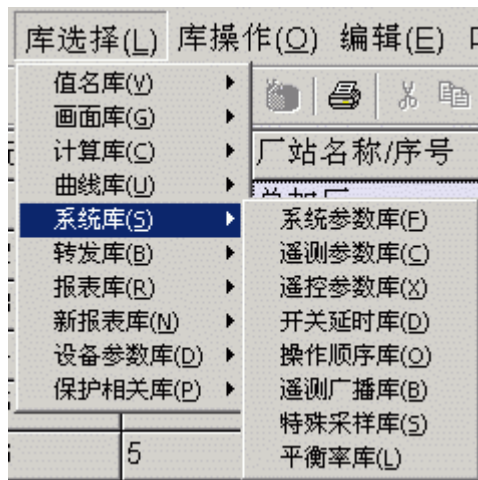 库选择(L) 库操作(O) 编辑(E)
值名库(V)
画面库(G)
计算库(C)
厂站名称/序号
曲线库(U)
系统库(S)
转发库(B)
报表库(R)
新报表库(N)
设备参数库(D)
保护相关库(P)
系统参数库(F)
遥测参数库(C)
遥控参数库(X)
开关延时库(D)
操作顺序库(O)
遥测广播库(B)
特殊采样库(S)
平衡率库(L)
5